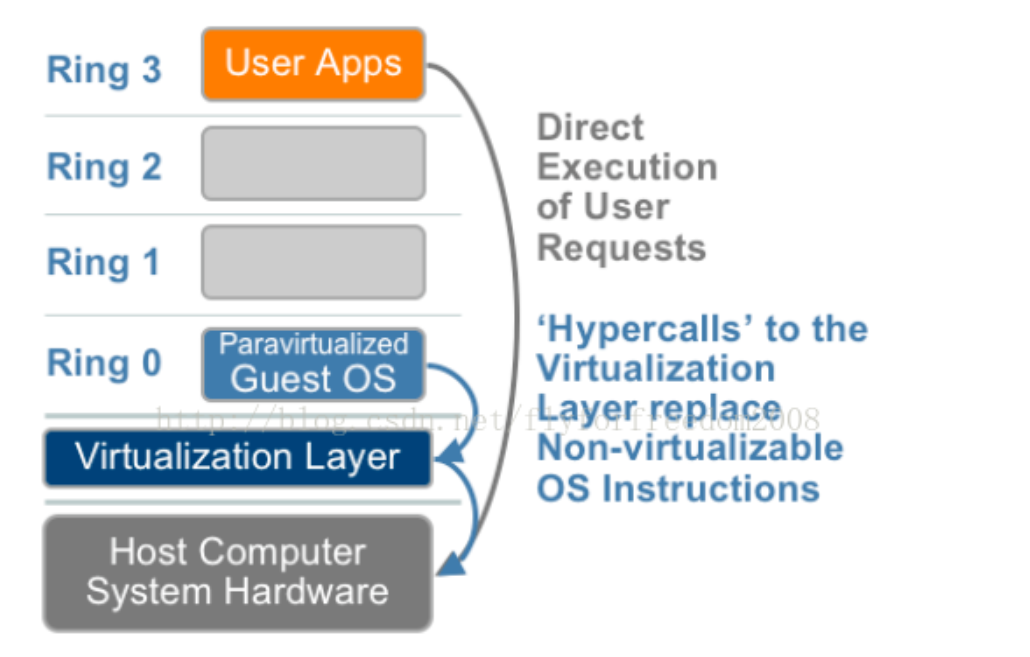 Ring 3
User Apps
Ring 2
Ring 1
Ring 0
Paravirtualized
Guest OS
Virtualization Layer
Host Computer
System Hardware
Direct
Execution
of User
Requests
‘Hypercalls’ to the
Virtualization
Layer replace
Non-virtualizable
OS Instructions
http://blog.csdn.net/flyforfreedom2008